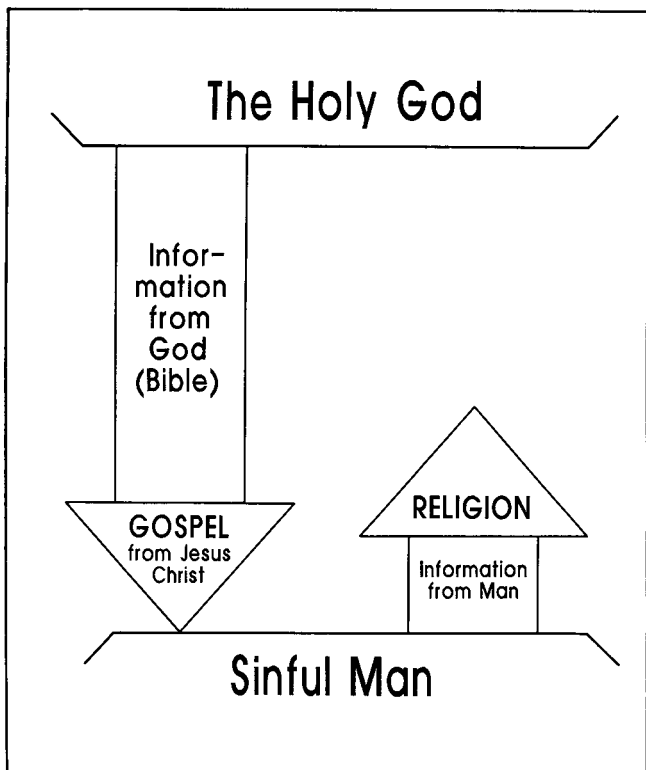 The Holy God
Infor-
mation
from
God
(Bible)
GOSPEL
from Jesus
Christ
RELIGION
Information
from Man
Sinful Man